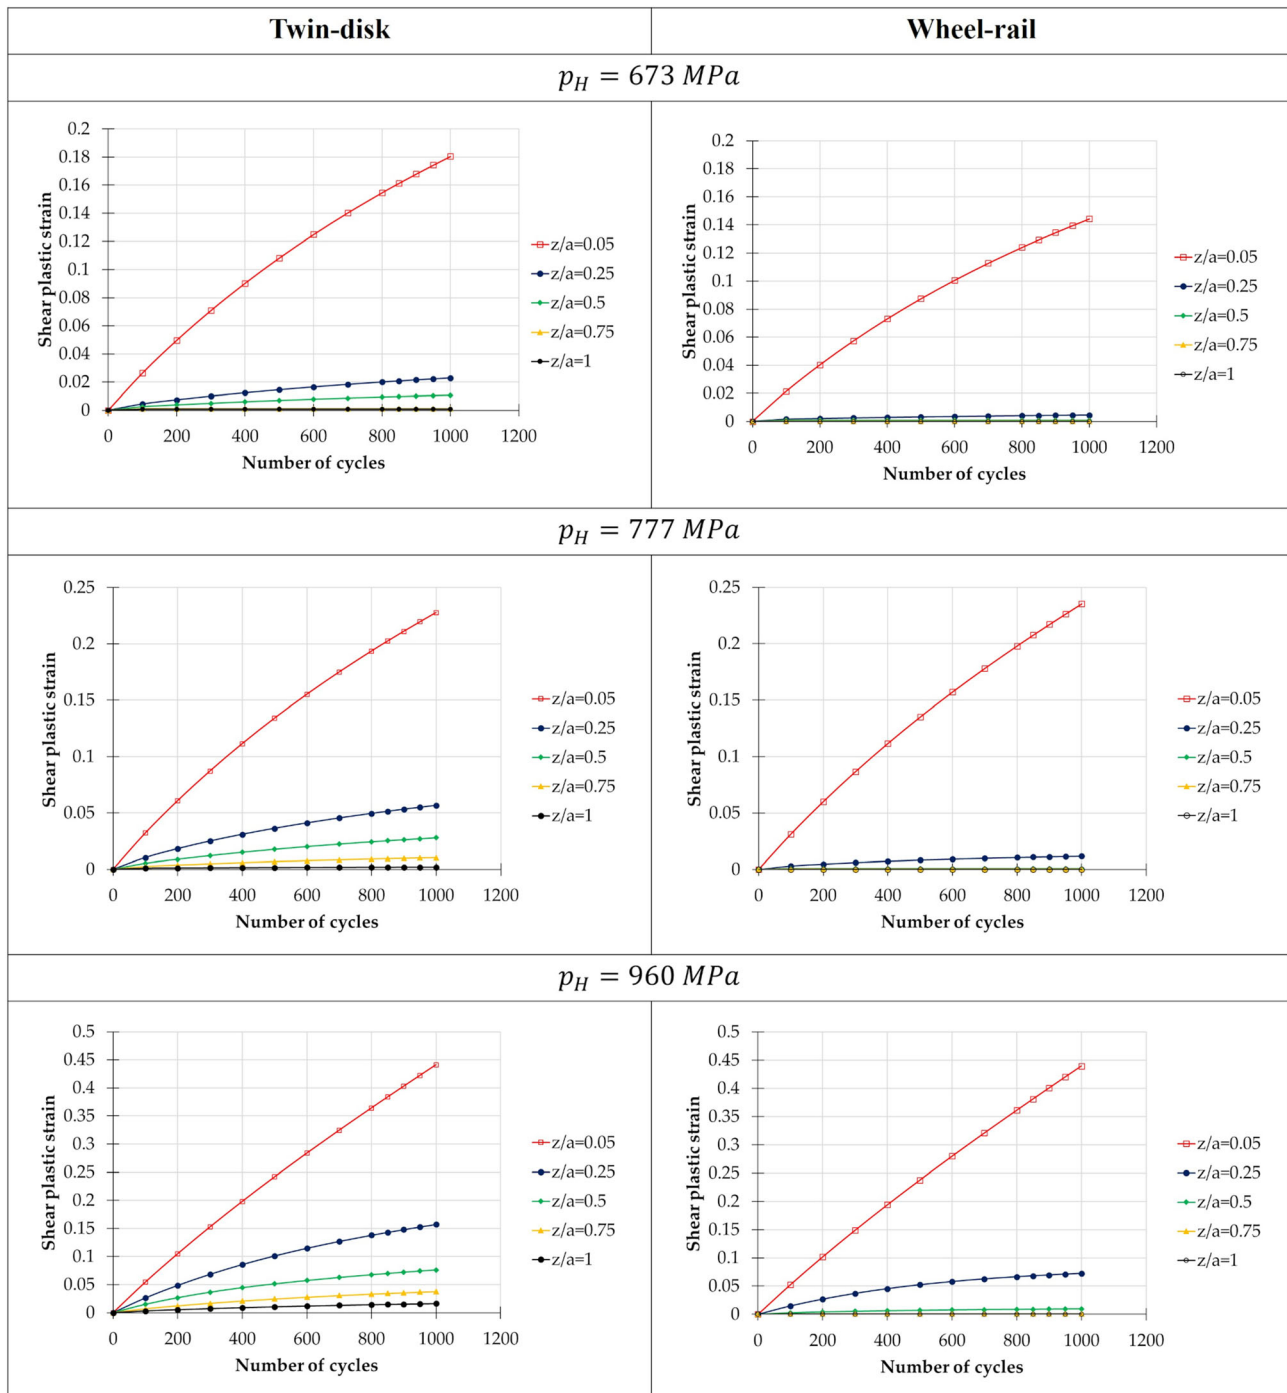 Twin-disk
Wheel-rail
p_H = 673 MPa
0.2
0.18
0.16
0.14
0.12
0.1
0.08
0.06
0.04
0.02
0
Shear plastic strain
0 200 400 600 800 1000 1200
Number of cycles
z/a=0.05
z/a=0.25
z/a=0.5
z/a=0.75
z/a=1
0.2
0.18
0.16
0.14
0.12
0.1
0.08
0.06
0.04
0.02
0
Shear plastic strain
0 200 400 600 800 1000 1200
Number of cycles
z/a=0.05
z/a=0.25
z/a=0.5
z/a=0.75
z/a=1
p_H = 777 MPa
0.25
0.2
0.15
0.1
0.05
0
Shear plastic strain
0 200 400 600 800 1000 1200
Number of cycles
z/a=0.05
z/a=0.25
z/a=0.5
z/a=0.75
z/a=1
0.25
0.2
0.15
0.1
0.05
0
Shear plastic strain
0 200 400 600 800 1000 1200
Number of cycles
z/a=0.05
z/a=0.25
z/a=0.5
z/a=0.75
z/a=1
p_H = 960 MPa
0.5
0.45
0.4
0.35
0.3
0.25
0.2
0.15
0.1
0.05
0
Shear plastic strain
0 200 400 600 800 1000 1200
Number of cycles
z/a=0.05
z/a=0.25
z/a=0.5
z/a=0.75
z/a=1
0.5
0.45
0.4
0.35
0.3
0.25
0.2
0.15
0.1
0.05
0
Shear plastic strain
0 200 400 600 800 1000 1200
Number of cycles
z/a=0.05
z/a=0.25
z/a=0.5
z/a=0.75
z/a=1